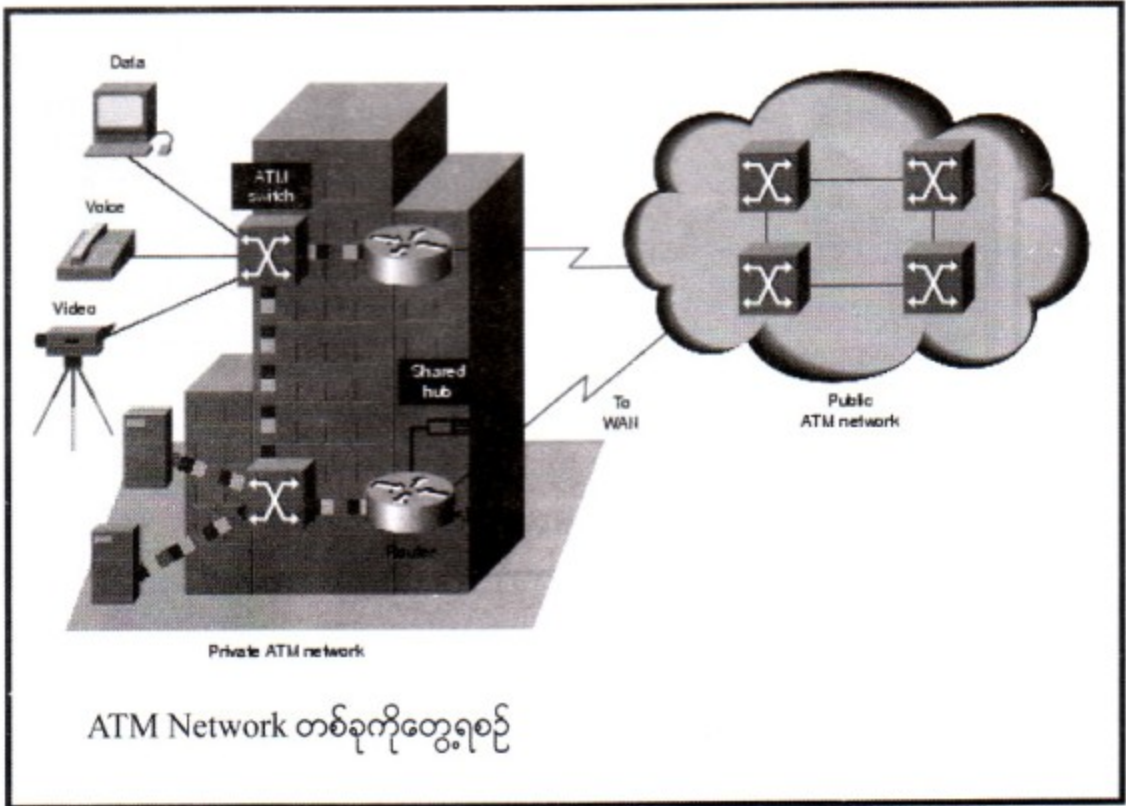 Data
ATM
switch
Voice
Video
Shared
hub
To
WAN
Public
ATM network
Router
Private ATM network
ATM Network တစ်ခုကိုတွေ့ရစဉ်